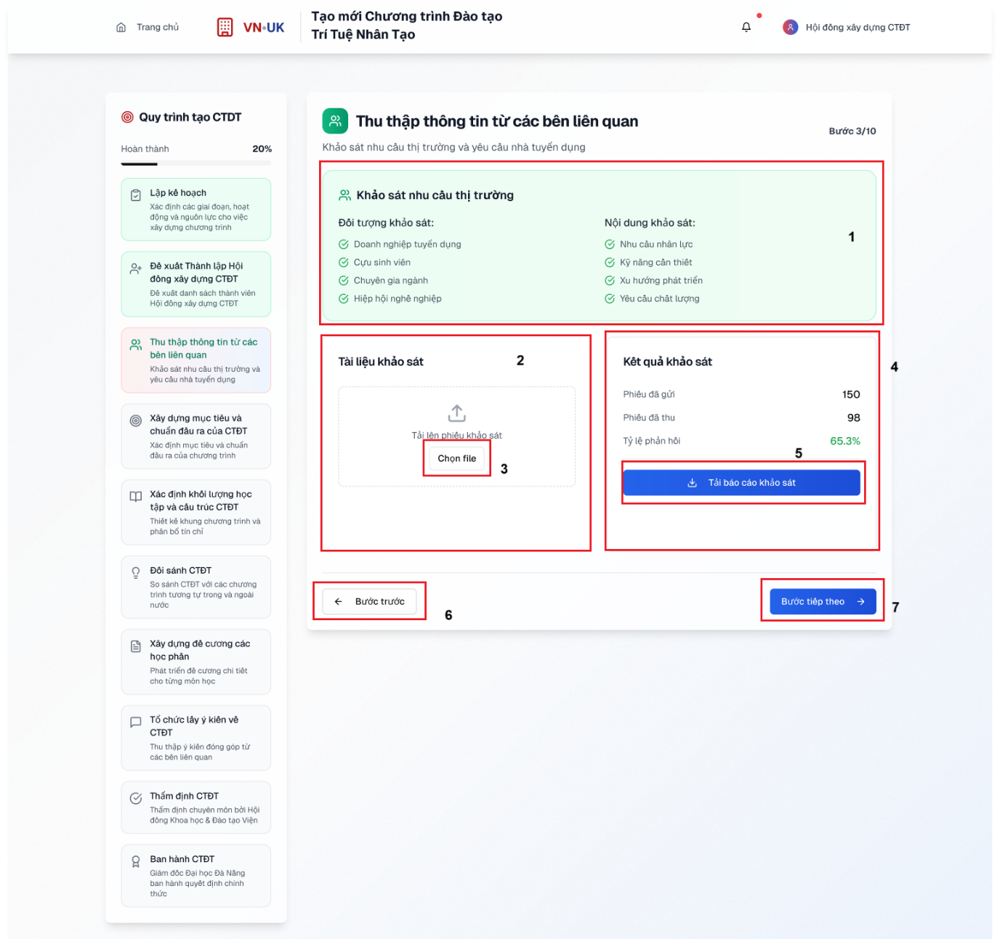 Trang chủ
VN-UK
Tạo mới Chương trình Đào tạo
Trí Tuệ Nhân Tạo
Hội đồng xây dựng CTĐT
Quy trình tạo CTDT
Hoàn thành 20%
Lập kế hoạch
Xác định các giai đoạn, hoạt
động và nguồn lực cho việc
xây dựng chương trình
Đề xuất Thành lập Hội
đồng xây dựng CTĐT
Đề xuất danh sách thành viên
Hội đồng xây dựng CTĐT
Thu thập thông tin từ các
bên liên quan
Khảo sát nhu cầu thị trường và
yêu cầu nhà tuyển dụng
Xây dựng mục tiêu và
chuẩn đầu ra của CTĐT
Xác định mục tiêu và chuẩn
đầu ra của chương trình
Xác định khối lượng học
tập và cấu trúc CTĐT
Thiết kế khung chương trình và
phân bổ tín chỉ
Đối sánh CTĐT
So sánh CTĐT với các chương
trình tương tự trong và ngoài
nước
Xây dựng đề cương các
học phần
Phát triển đề cương chi tiết
cho từng môn học
Tổ chức lấy ý kiến về
CTĐT
Thu thập ý kiến đóng góp từ
các bên liên quan
Thẩm định CTĐT
Thẩm định chuyên môn bởi Hội
đồng Khoa học & Đào tạo Viện
Ban hành CTĐT
Giám đốc Đại học Đà Nẵng
ban hành quyết định chính
thức
Thu thập thông tin từ các bên liên quan
Bước 3/10
Khảo sát nhu cầu thị trường và yêu cầu nhà tuyển dụng
Khảo sát nhu cầu thị trường
Đối tượng khảo sát:
Doanh nghiệp tuyển dụng
Cựu sinh viên
Chuyên gia ngành
Hiệp hội nghề nghiệp
Nội dung khảo sát:
Nhu cầu nhân lực
Kỹ năng cần thiết
Xu hướng phát triển
Yêu cầu chất lượng
1
Tài liệu khảo sát
2
Tải lên phiếu khảo sát
Chọn file
3
Kết quả khảo sát
4
Phiếu đã gửi 150
Phiếu đã thu 98
Tỷ lệ phản hồi 65.3%
5
Tải báo cáo khảo sát
Bước trước
6
Bước tiếp theo
7